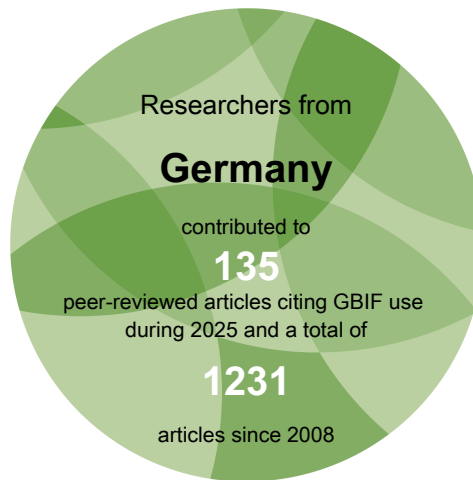 Researchers from
Germany
contributed to
135
peer-reviewed articles citing GBIF use
during 2025 and a total of
1231
articles since 2008